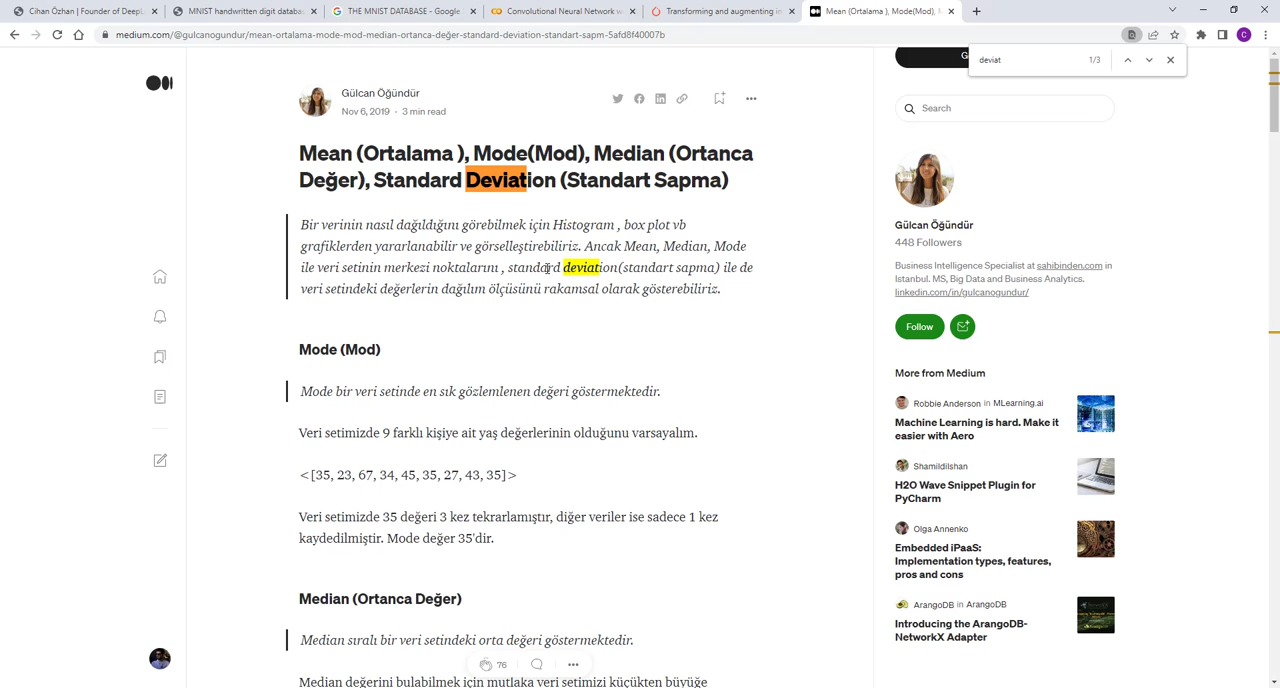 Cihan Özhan | Founder of DeepL
MNIST handwritten digit databas
THE MNIST DATABASE - Google
Convolutional Neural Network w
Transforming and augmenting in
Mean (Ortalama ), Mode(Mod), M
medium.com/@gulcanogundur/mean-ortalama-mode-mod-median-ortanca-değer-standard-deviation-standart-sapm-5afd8f40007b
C
deviat
1/3
G
Gülcan Öğündür
Nov 6, 2019 · 3 min read
Mean (Ortalama ), Mode(Mod), Median (Ortanca
Değer), Standard Deviation (Standart Sapma)
Bir verinin nasıl dağıldığını görebilmek için Histogram , box plot vb
grafiklerden yararlanabilir ve görselleştirebiliriz. Ancak Mean, Median, Mode
ile veri setinin merkezi noktalarını , standard deviation(standart sapma) ile de
veri setindeki değerlerin dağılım ölçüsünü rakamsal olarak gösterebiliriz.
Mode (Mod)
Mode bir veri setinde en sık gözlemlenen değeri göstermektedir.
Veri setimizde 9 farklı kişiye ait yaş değerlerinin olduğunu varsayalım.
<[35, 23, 67, 34, 45, 35, 27, 43, 35]>
Veri setimizde 35 değeri 3 kez tekrarlamıştır, diğer veriler ise sadece 1 kez
kaydedilmiştir. Mode değer 35'dir.
Median (Ortanca Değer)
Median sıralı bir veri setindeki orta değeri göstermektedir.
76
Median değerini bulabilmek için mutlaka veri setimizi küçükten büyüğe
Search
Gülcan Öğündür
448 Followers
Business Intelligence Specialist at sahibinden.com in
Istanbul. MS, Big Data and Business Analytics.
linkedin.com/in/gulcanogundur/
Follow
More from Medium
Robbie Anderson in MLearning.ai
Machine Learning is hard. Make it
easier with Aero
Shamildilshan
H2O Wave Snippet Plugin for
PyCharm
Olga Annenko
Embedded iPaaS:
Implementation types, features,
pros and cons
ArangoDB in ArangoDB
Introducing the ArangoDB-
NetworkX Adapter